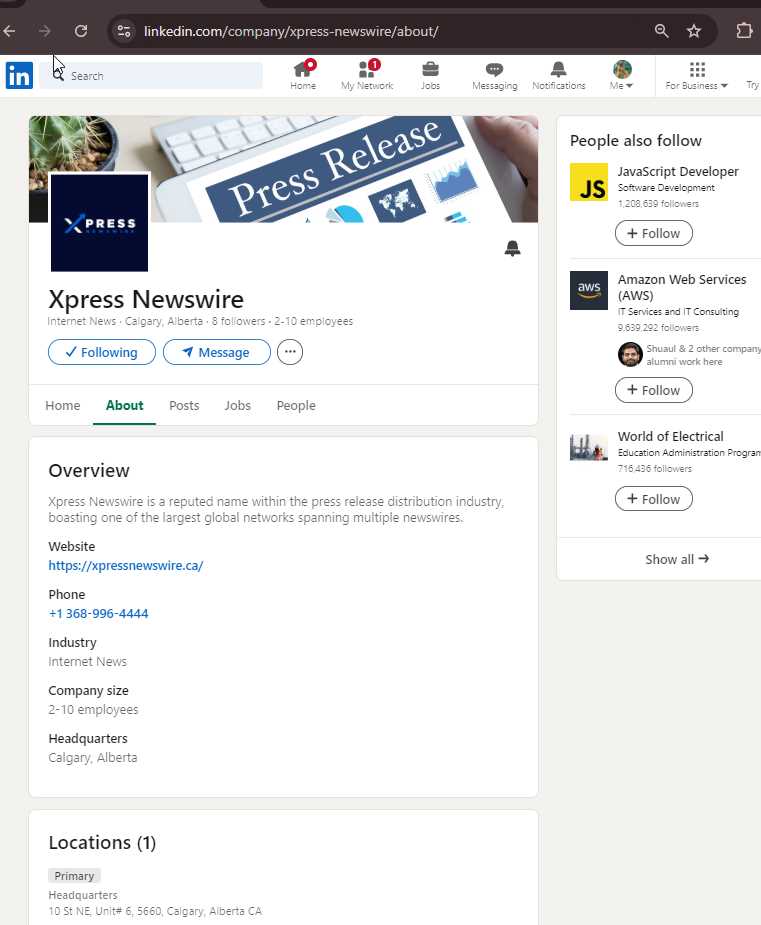 linkedin.com/company/xpress-newswire/about/
in
Search
Home
1
My Network
Jobs
Messaging
Notifications
Me
For Business
Try
Press Release
XPRESS
NEWSWIRE
Xpress Newswire
Internet News · Calgary, Alberta · 8 followers · 2-10 employees
Following
Message
Home
About
Posts
Jobs
People
Overview
Xpress Newswire is a reputed name within the press release distribution industry,
boasting one of the largest global networks spanning multiple newswires.
Website
https://xpressnewswire.ca/
Phone
+1 368-996-4444
Industry
Internet News
Company size
2-10 employees
Headquarters
Calgary, Alberta
Locations (1)
Primary
Headquarters
10 St NE, Unit# 6, 5660, Calgary, Alberta CA
People also follow
JS
JavaScript Developer
Software Development
1,208,639 followers
+ Follow
aws
Amazon Web Services
(AWS)
IT Services and IT Consulting
9,639,292 followers
Shuaul & 2 other company
alumni work here
+ Follow
World of Electrical
Education Administration Program
716,436 followers
+ Follow
Show all →